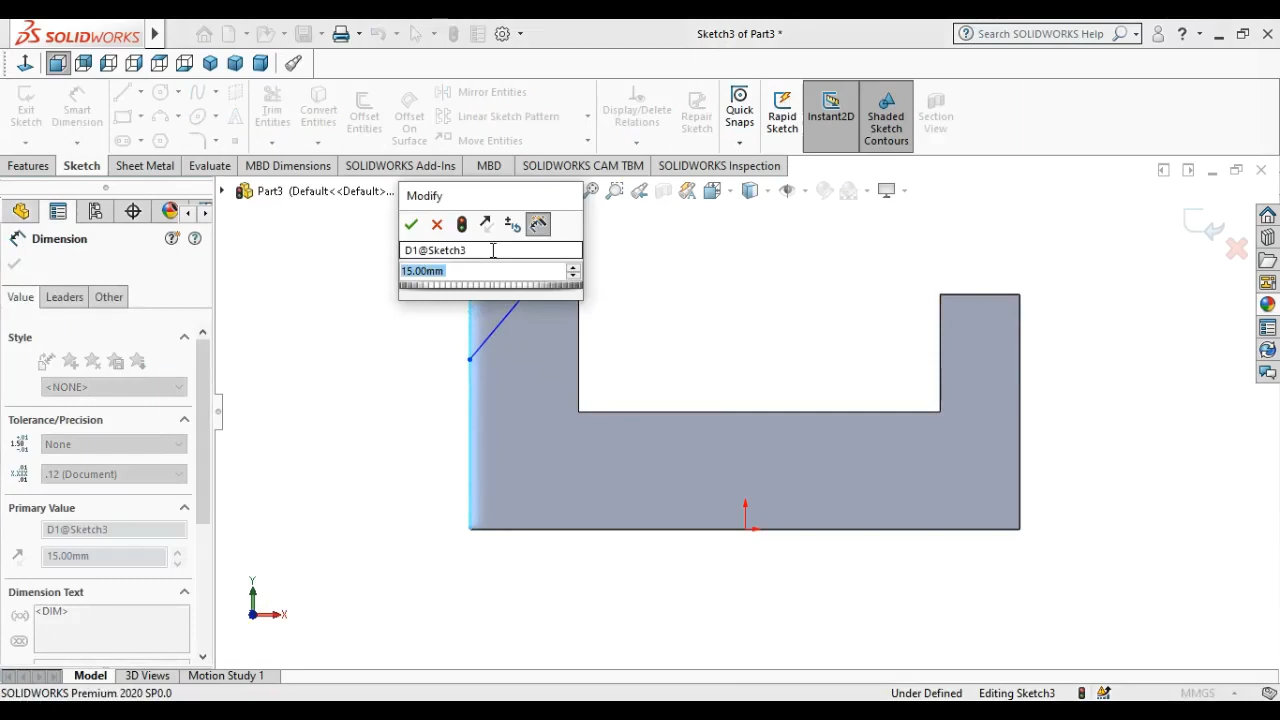 SOLIDWORKS
Sketch3 of Part3 *
Search SOLIDWORKS Help
?
Exit Sketch
Smart Dimension
Trim Entities
Convert Entities
Offset Entities
Offset On Surface
Mirror Entities
Linear Sketch Pattern
Move Entities
Display/Delete Relations
Repair Sketch
Quick Snaps
Rapid Sketch
Instant2D
Shaded Sketch Contours
Section View
Features
Sketch
Sheet Metal
Evaluate
MBD Dimensions
SOLIDWORKS Add-Ins
MBD
SOLIDWORKS CAM TBM
SOLIDWORKS Inspection
Part3 (Default<<Default>...
Modify
D1@Sketch3
15.00mm
Dimension
Value
Leaders
Other
Style
<NONE>
Tolerance/Precision
None
.12 (Document)
Primary Value
D1@Sketch3
15.00mm
Dimension Text
<DIM>
Y
X
Model
3D Views
Motion Study 1
SOLIDWORKS Premium 2020 SP0.0
Under Defined
Editing Sketch3
MMGS